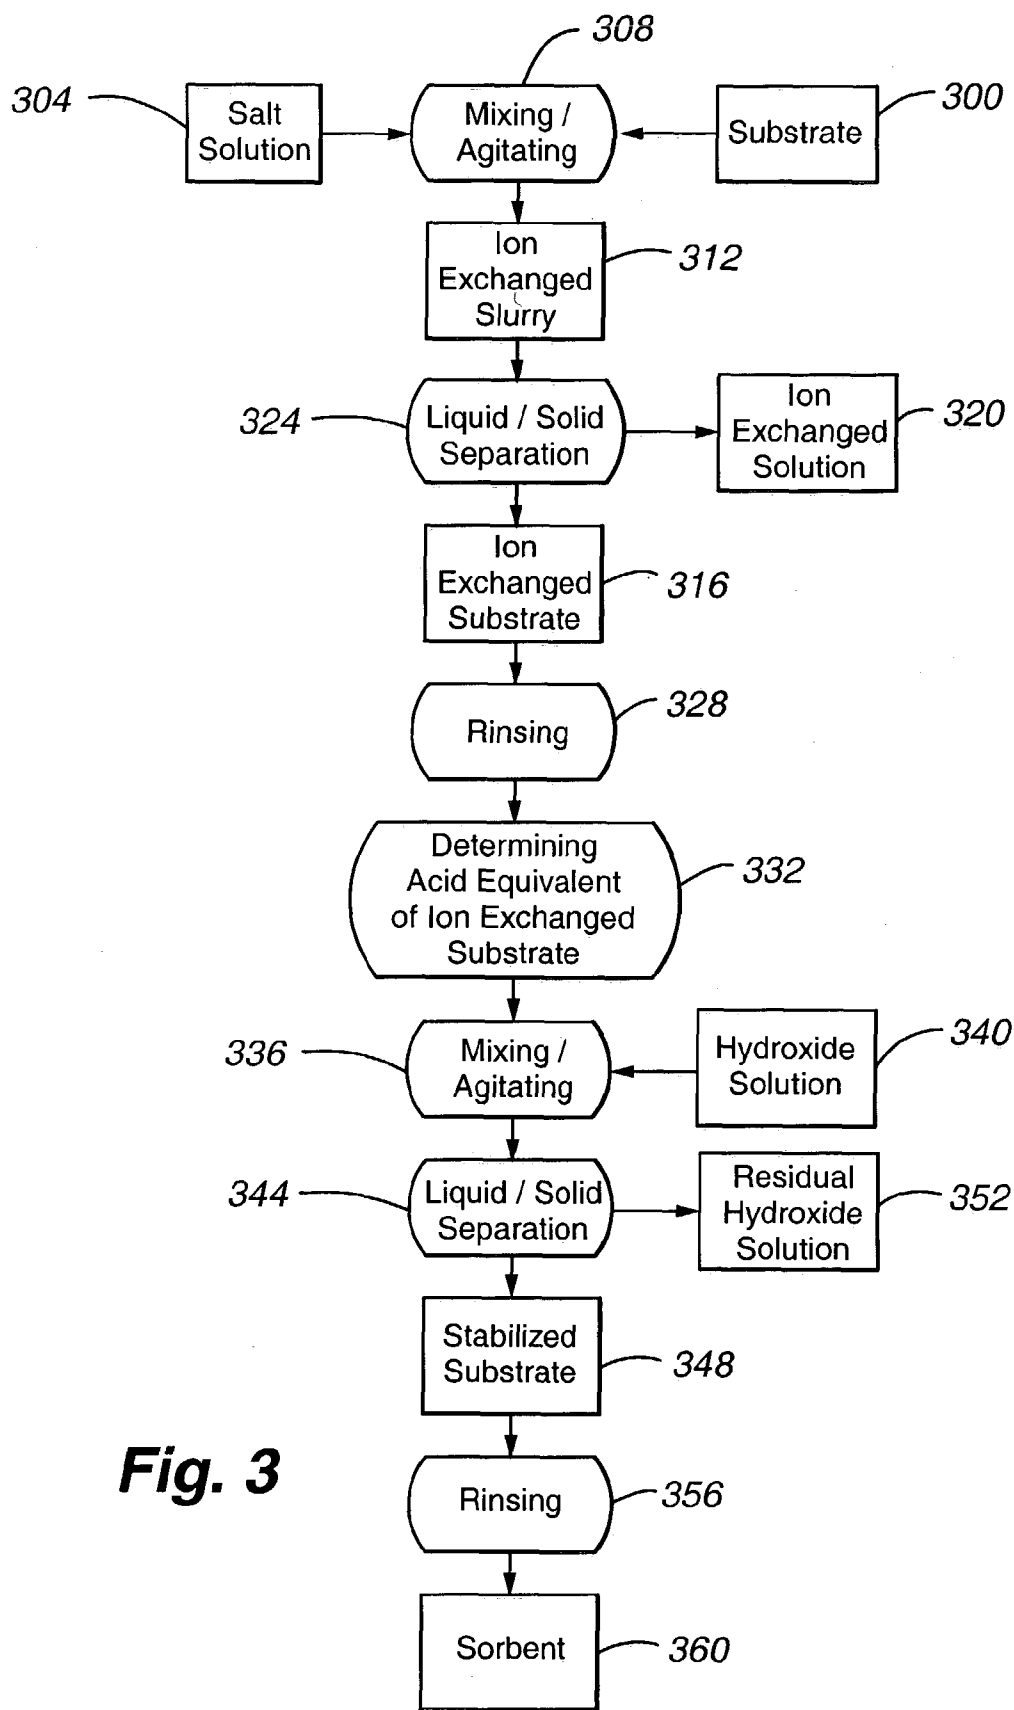 308
304
Salt
Solution
Mixing /
Agitating
Substrate
300
Ion
Exchanged
Slurry
312
324
Liquid / Solid
Separation
Ion
Exchanged
Solution
320
Ion
Exchanged
Substrate
316
Rinsing
328
Determining
Acid Equivalent
of Ion Exchanged
Substrate
332
336
Mixing /
Agitating
Hydroxide
Solution
340
344
Liquid / Solid
Separation
Residual
Hydroxide
Solution
352
Stabilized
Substrate
348
Fig. 3
Rinsing
356
Sorbent
360